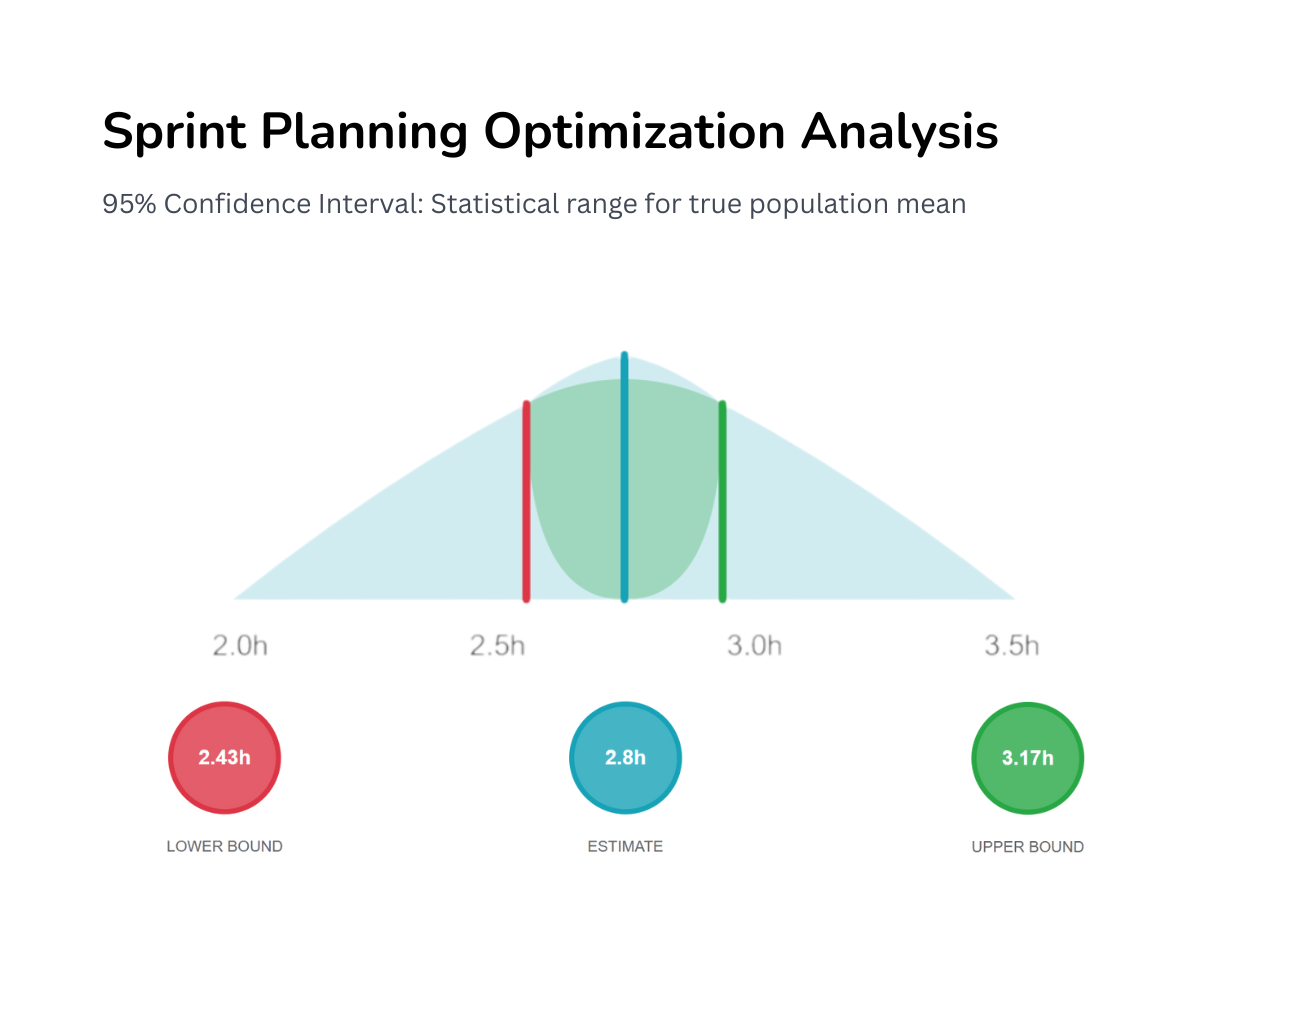 Sprint Planning Optimization Analysis
95% Confidence Interval: Statistical range for true population mean
2.0h 2.5h 3.0h 3.5h
2.43h 2.8h 3.17h
LOWER BOUND ESTIMATE UPPER BOUND